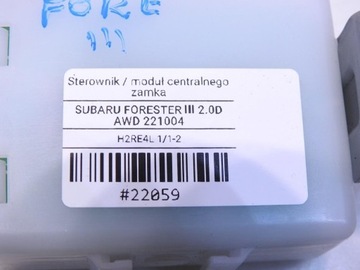 FORE
III
Sterownik / moduł centralnego
zamka
SUBARU FORESTER III 2.0D
AWD 221004
H2RE4L 1/1-2
#22059